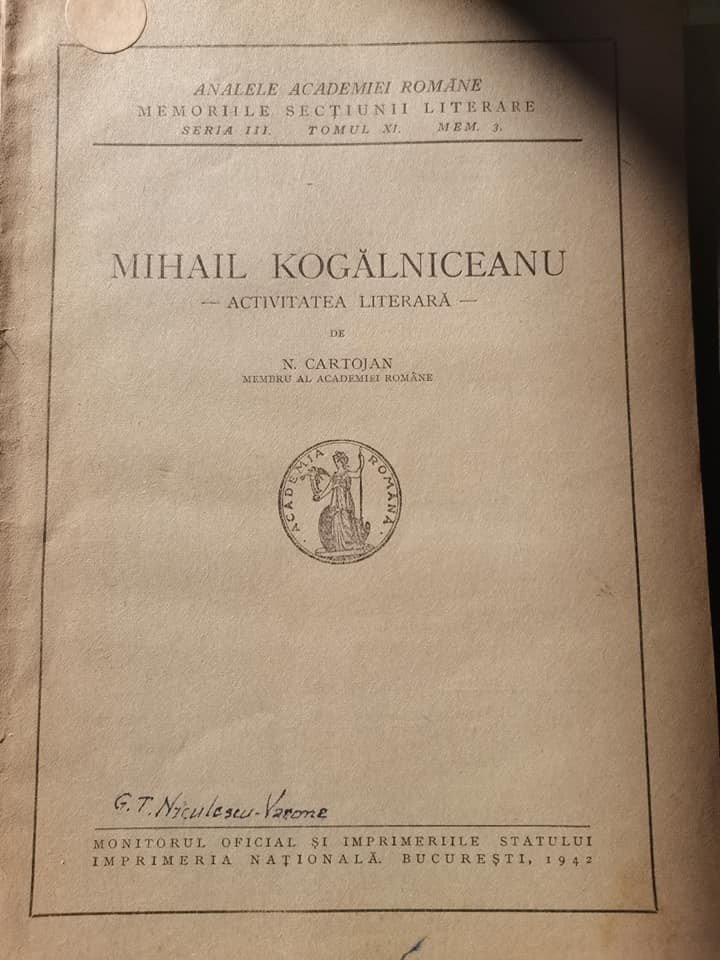 ANALELE ACADEMIEI ROMÂNE
MEMORIILE SECȚIUNII LITERARE
SERIA III. TOMUL XI. MEM. 3.
MIHAIL KOGĂLNICEANU
— ACTIVITATEA LITERARĂ —
DE
N. CARTOJAN
MEMBRU AL ACADEMIEI ROMÂNE
· ACADEMIA ROMÂNĂ ·
G. T. Niculescu-Varone
MONITORUL OFICIAL ȘI IMPRIMERIILE STATULUI
IMPRIMERIA NAȚIONALĂ. BUCUREȘTI, 1942